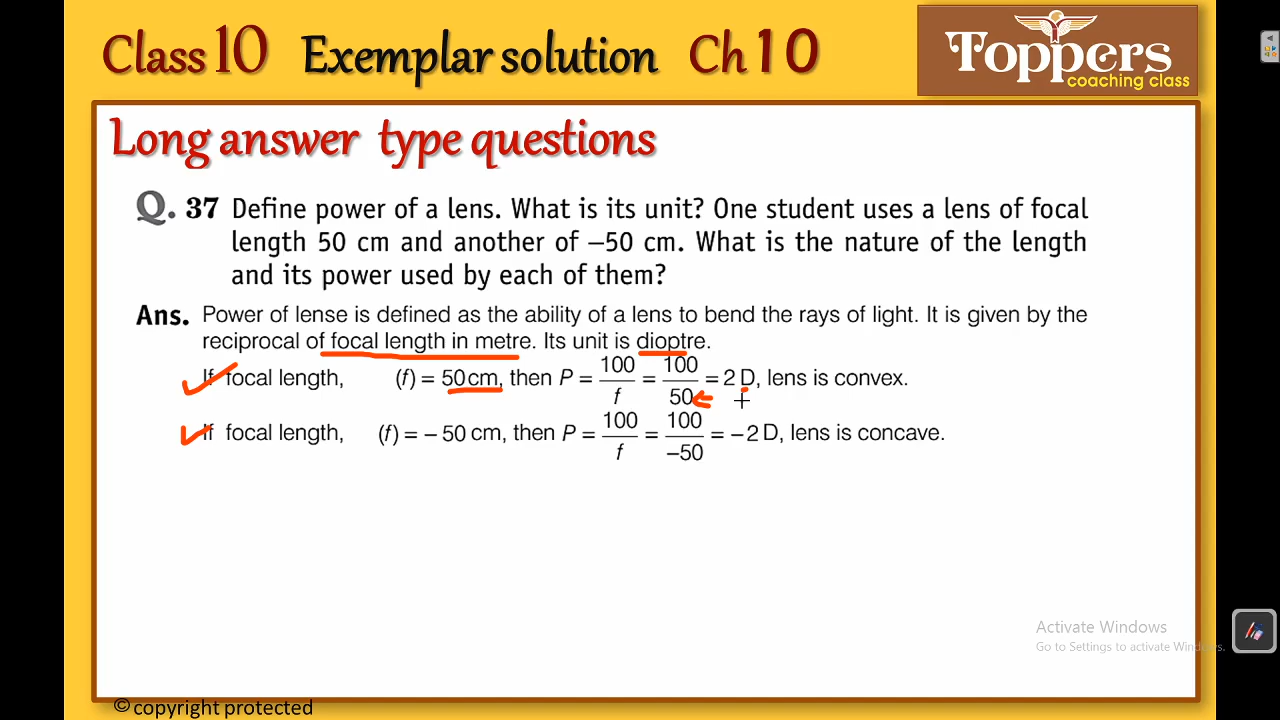 Class 10 Exemplar solution Ch 10
Toppers
coaching class
Long answer type questions
Q. 37 Define power of a lens. What is its unit? One student uses a lens of focal
length 50 cm and another of –50 cm. What is the nature of the length
and its power used by each of them?
Ans. Power of lense is defined as the ability of a lens to bend the rays of light. It is given by the
reciprocal of focal length in metre. Its unit is dioptre.
If focal length, (f) = 50 cm, then P = 100/f = 100/50 = 2 D, lens is convex.
If focal length, (f) = – 50 cm, then P = 100/f = 100/–50 = –2 D, lens is concave.
Activate Windows
Go to Settings to activate Windows.
© copyright protected